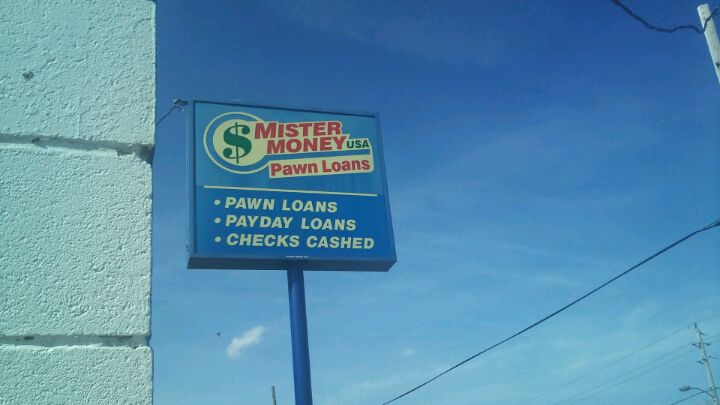 $ MISTER
MONEY USA
Pawn Loans
• PAWN LOANS
• PAYDAY LOANS
• CHECKS CASHED